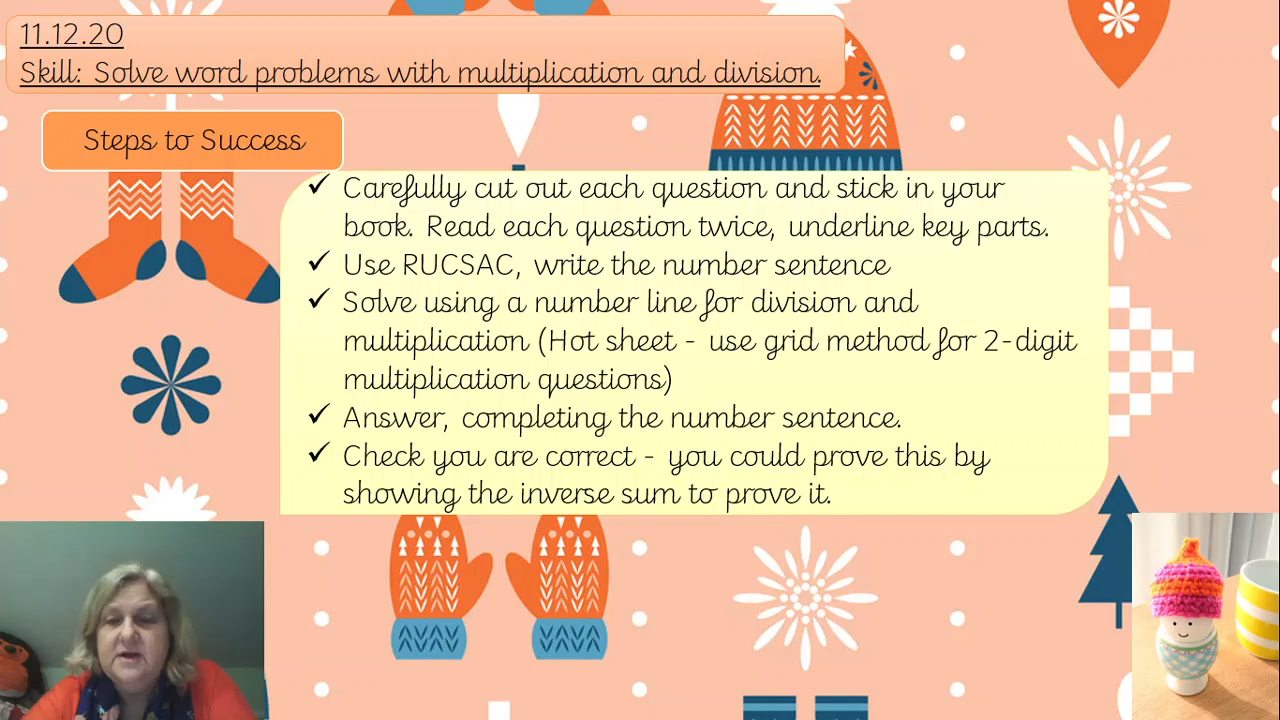 11.12.20
Skill: Solve word problems with multiplication and division.
Steps to Success
✓ Carefully cut out each question and stick in your
book. Read each question twice, underline key parts.
✓ Use RUCSAC, write the number sentence
✓ Solve using a number line for division and
multiplication (Hot sheet - use grid method for 2-digit
multiplication questions)
✓ Answer, completing the number sentence.
✓ Check you are correct - you could prove this by
showing the inverse sum to prove it.